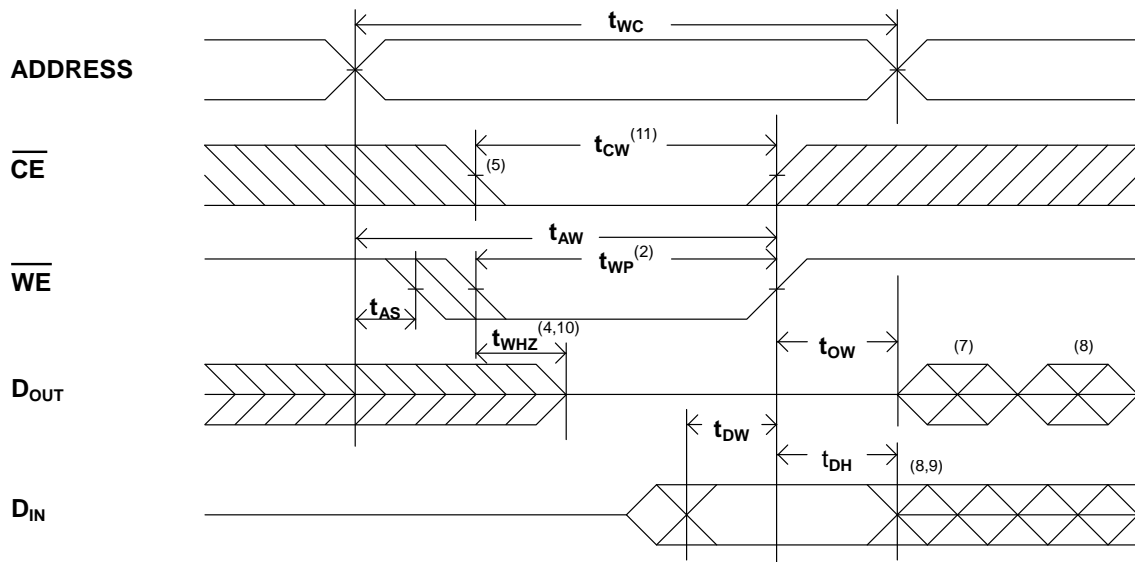 tWC
ADDRESS
CE
(5)
tCW(11)
tAW
WE
tWP(2)
tAS
tWHZ(4,10)
tOW
(7)
(8)
DOUT
tDW
tDH
(8,9)
DIN